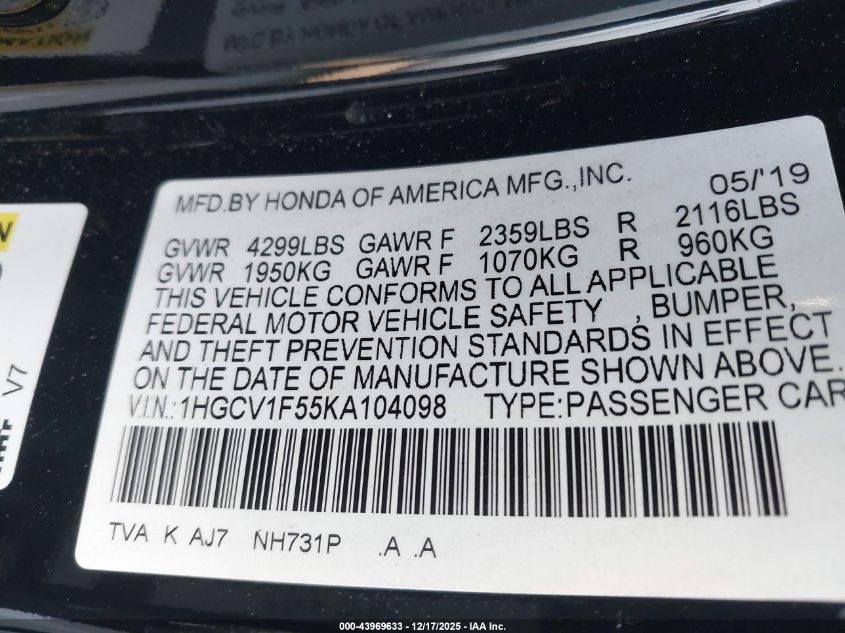 MFD.BY HONDA OF AMERICA MFG.,INC. 05/'19
GVWR 4299LBS GAWR F 2359LBS R 2116LBS
GVWR 1950KG GAWR F 1070KG R 960KG
THIS VEHICLE CONFORMS TO ALL APPLICABLE
FEDERAL MOTOR VEHICLE SAFETY , BUMPER,
AND THEFT PREVENTION STANDARDS IN EFFECT
ON THE DATE OF MANUFACTURE SHOWN ABOVE.
V.I.N.:1HGCV1F55KA104098 TYPE:PASSENGER CAR
TVA K AJ7 NH731P .A .A
V7
000-43969633 - 12/17/2025 - IAA Inc.